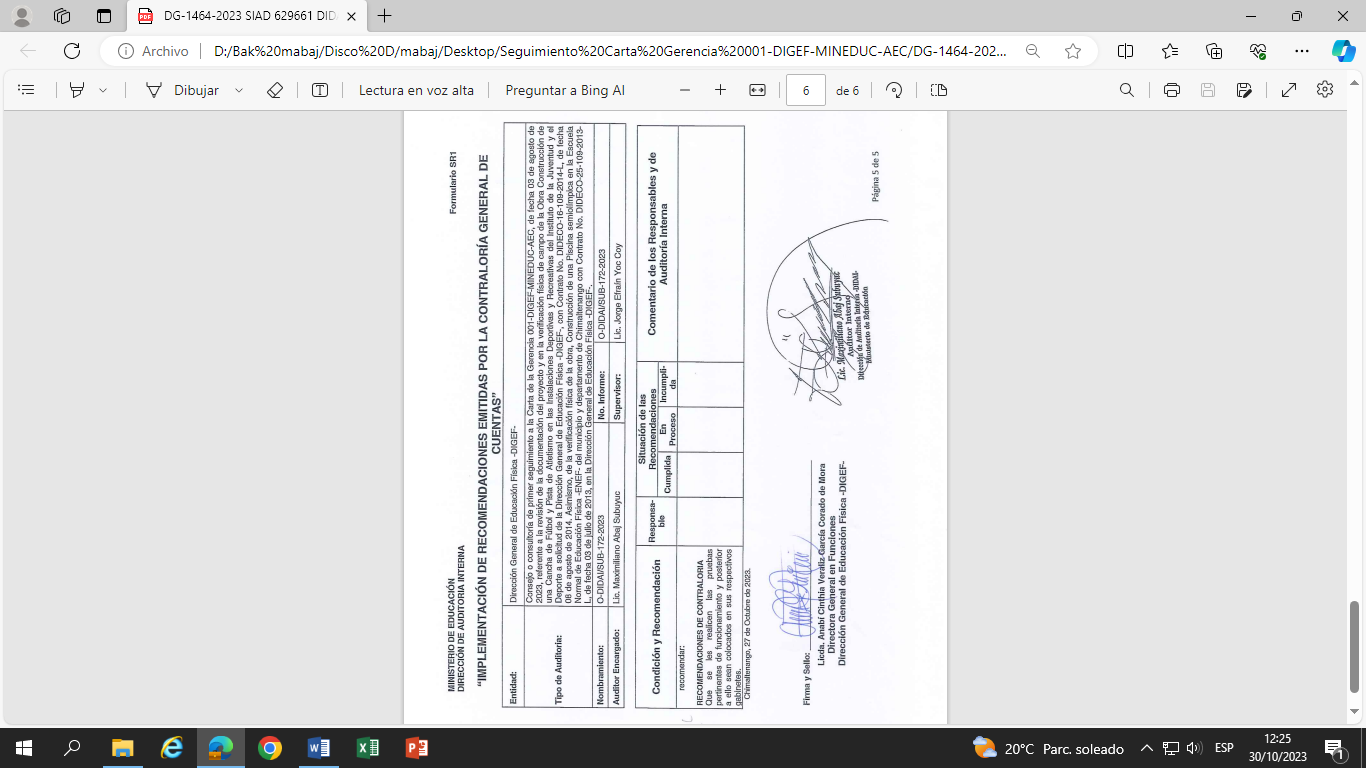 DG-1464-2023 SIAD 629661 DID
Archivo
D:/Bak%20mabaj/Disco%20D/mabaj/Desktop/Seguimiento%20Carta%20Gerencia%20001-DIGEF-MINEDUC-AEC/DG-1464-202...
Dibujar
Lectura en voz alta
Preguntar a Bing AI
6
de 6
MINISTERIO DE EDUCACIÓN
DIRECCIÓN DE AUDITORIA INTERNA
Formulario SR1
“IMPLEMENTACIÓN DE RECOMENDACIONES EMITIDAS POR LA CONTRALORÍA GENERAL DE
CUENTAS”
Entidad:
Dirección General de Educación Física -DIGEF-
Tipo de Auditoría:
Consejo o consultoría de primer seguimiento a la Carta de la Gerencia 001-DIGEF-MINEDUC-AEC, de fecha 03 de agosto de
2023, referente a la revisión de la documentación del proyecto y en la verificación física de campo de la Obra Construcción de
una Cancha de Fútbol y Pista de Atletismo en las Instalaciones Deportivas y Recreativas del Instituto de la Juventud y el
Deporte a solicitud de la Dirección General de Educación Física -DIGEF-, con Contrato No. DIDECO-16-109-2014-L, de fecha
08 de agosto de 2014. Asimismo, de la verificación física de la obra, Construcción de una Piscina semiolímpica en la Escuela
Normal de Educación Física -ENEF- del municipio y departamento de Chimaltenango con Contrato No. DIDECO-25-109-2013-
L, de fecha 03 de julio de 2013, en la Dirección General de Educación Física -DIGEF-.
Nombramiento:
O-DIDAI/SUB-172-2023
No. Informe:
O-DIDAI/SUB-172-2023
Auditor Encargado:
Lic. Maximiliano Abaj Subuyuc
Supervisor:
Lic. Jorge Efraín Yoc Coy
Condición y Recomendación
Responsa-
ble
Situación de las
Recomendaciones
Cumplida
En
Proceso
Incumpli-
da
Comentario de los Responsables y de
Auditoría Interna
recomendar:
RECOMENDACIONES DE CONTRALORIA
Que se les realicen las pruebas
pertinentes de funcionamiento y posterior
a ello sean colocados en sus respectivos
gabinetes.
Chimaltenango, 27 de Octubre de 2023.
Firma y Sello:
Licda. Anabí Cinthia Veraliz García Corado de Mora
Directora General en Funciones
Dirección General de Educación Física -DIGEF-
Lic. Maximiliano Abaj Subuyuc
Auditor Interno
Dirección de Auditoría Interna -DIDAI-
Ministerio de Educación
Página 5 de 5
20°C Parc. soleado
ESP
12:25
30/10/2023
1